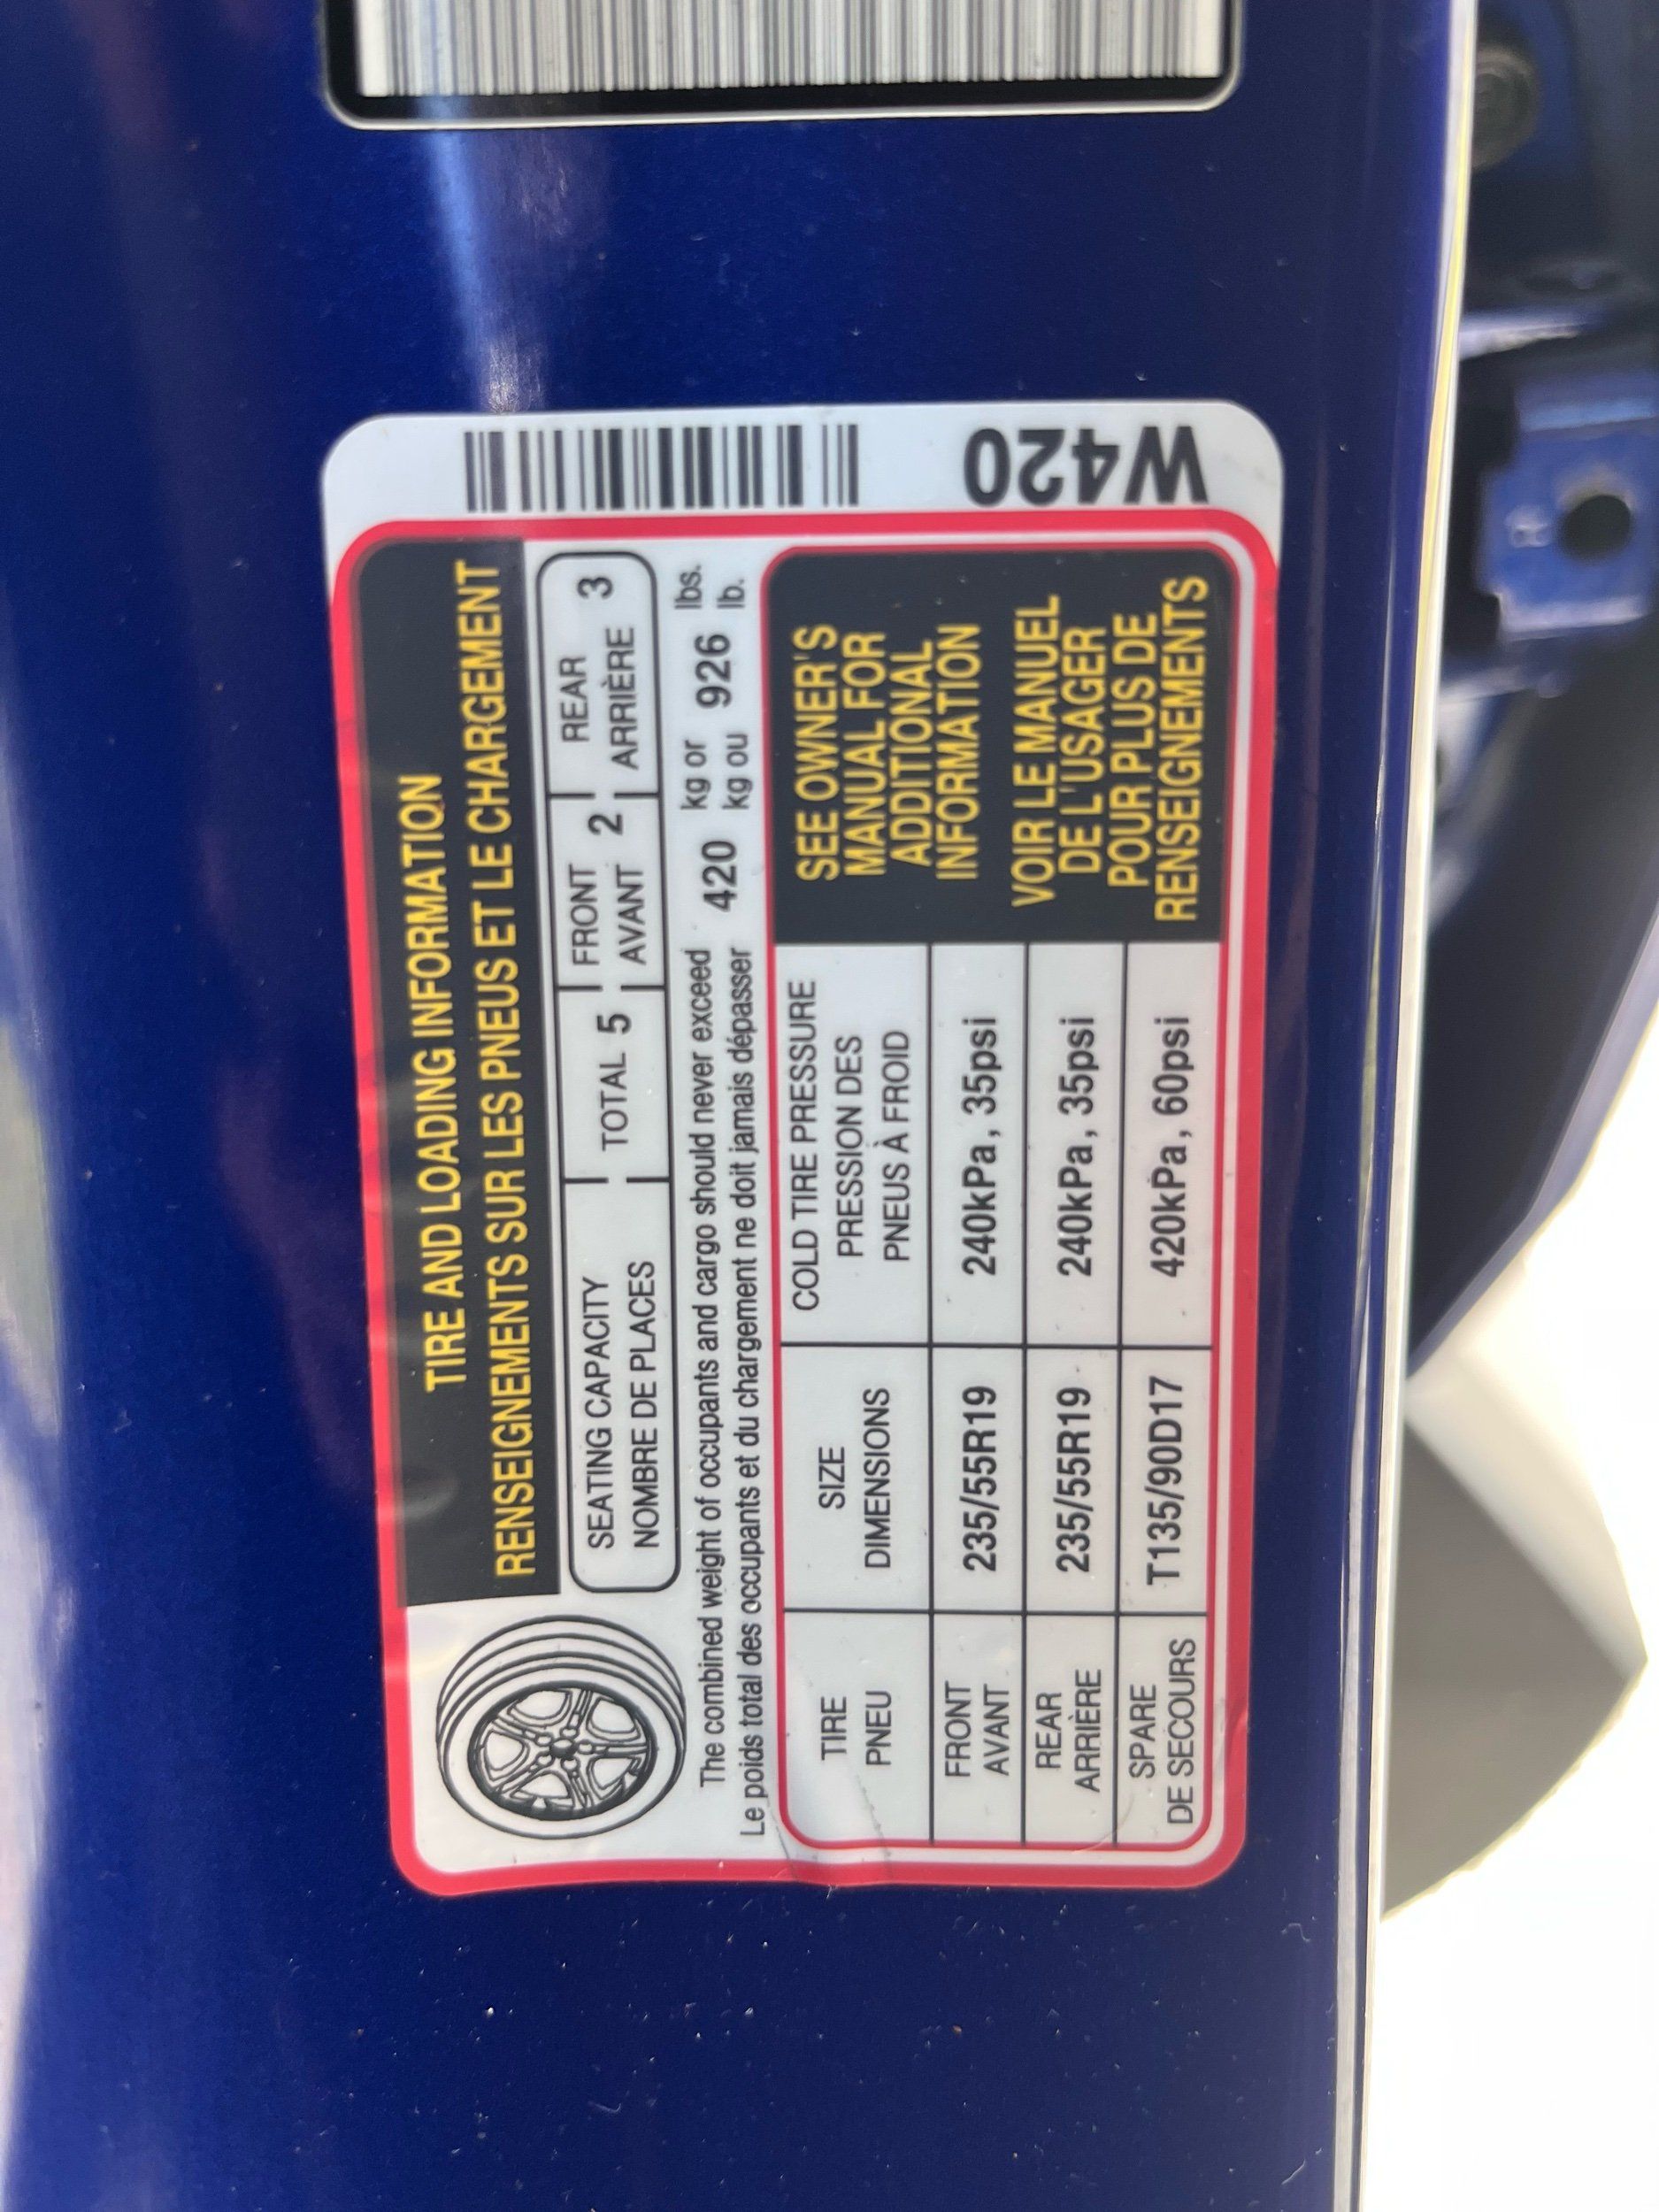 TIRE AND LOADING INFORMATION
RENSEIGNEMENTS SUR LES PNEUS ET LE CHARGEMENT
SEATING CAPACITY
NOMBRE DE PLACES
TOTAL 5
FRONT
AVANT 2
REAR
ARRIÈRE 3
The combined weight of occupants and cargo should never exceed 420 kg or 926 lbs.
Le poids total des occupants et du chargement ne doit jamais dépasser kg ou lb.
TIRE
PNEU
SIZE
DIMENSIONS
COLD TIRE PRESSURE
PRESSION DES
PNEUS À FROID
FRONT
AVANT
235/55R19
240kPa, 35psi
REAR
ARRIÈRE
235/55R19
240kPa, 35psi
SPARE
DE SECOURS
T135/90D17
420kPa, 60psi
SEE OWNER'S
MANUAL FOR
ADDITIONAL
INFORMATION
VOIR LE MANUEL
DE L'USAGER
POUR PLUS DE
RENSEIGNEMENTS
W420